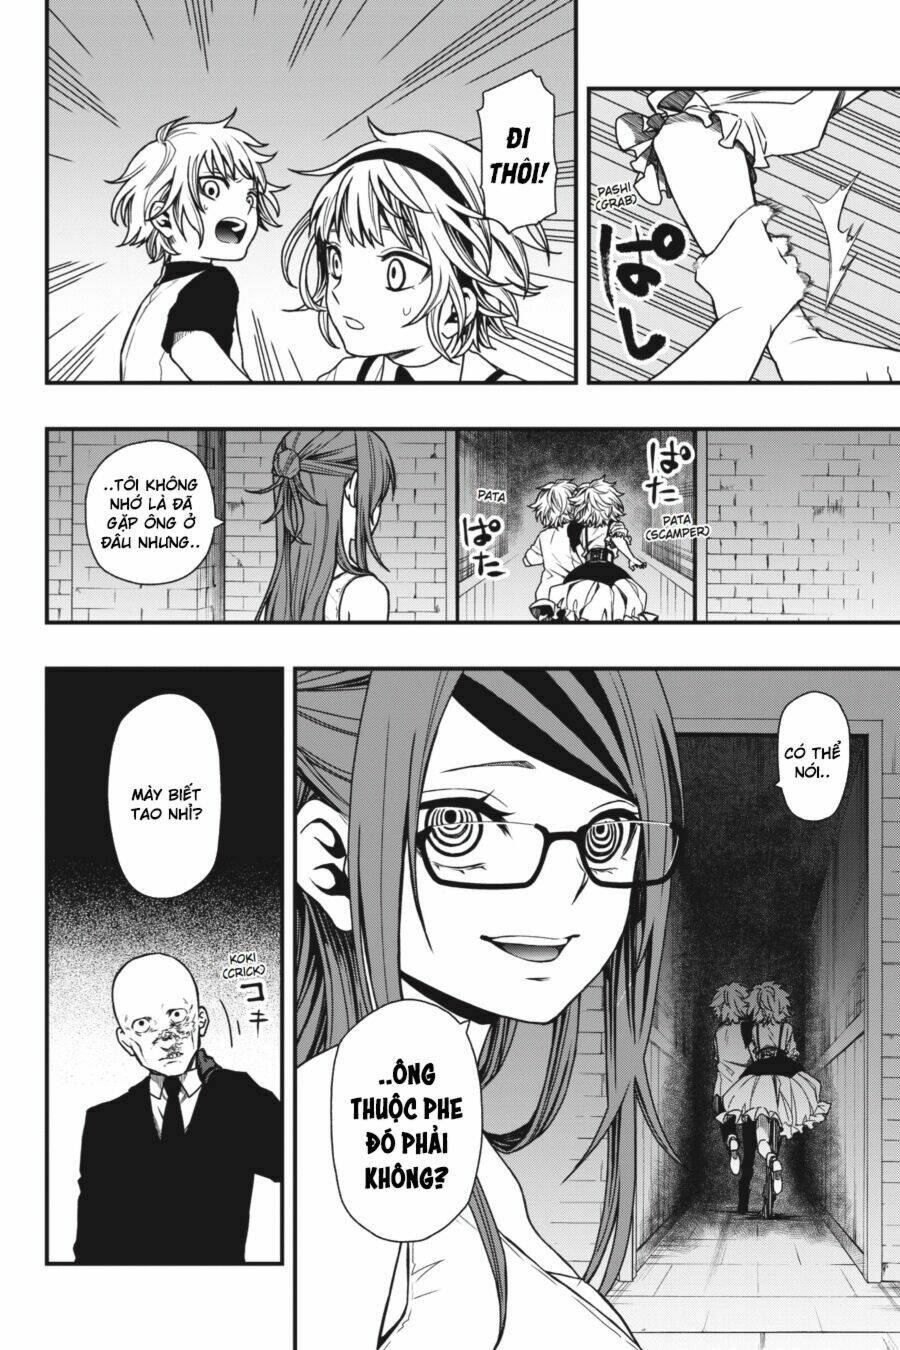 PASHI
(GRAB)
ぱし
ĐI
THÔI!
PATA
(SCAMPER)
ぱた
PATA
ぱた
..TÔI KHÔNG
NHỚ LÀ ĐÃ
GẶP ÔNG Ở
ĐÂU NHƯNG..
CÓ THỂ
NÓI..
..ÔNG
THUỘC PHE
ĐÓ PHẢI
KHÔNG?
MÀY BIẾT
TAO NHỈ?
KOKI
(CRICK)
コキ